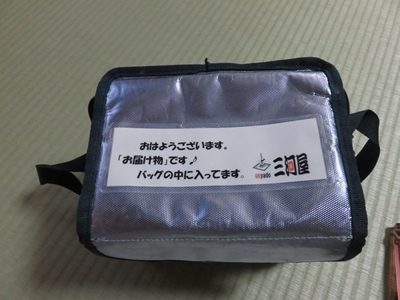 おはようございます。
「お届け物」です♪
バッグの中に入ってます。
三河屋